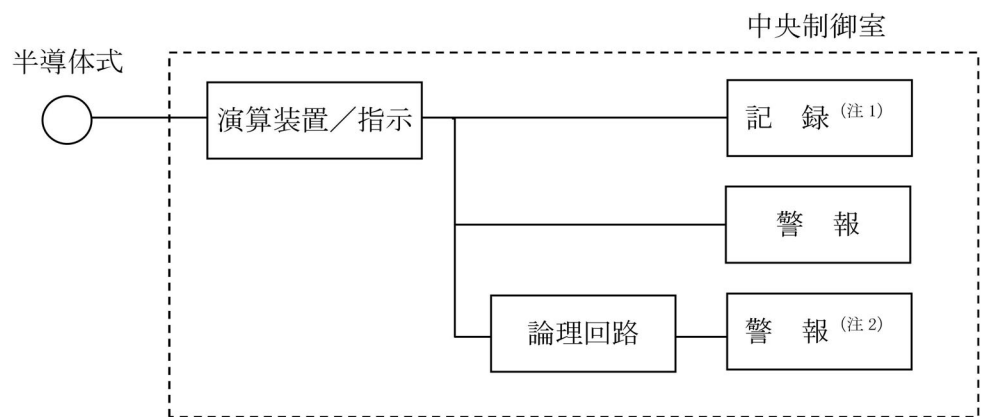 中央制御室
半導体式
演算装置／指示
記　録（注1）
警　報
論理回路
警　報（注2）